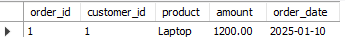 order_id customer_id product amount order_date
1 1 Laptop 1200.00 2025-01-10